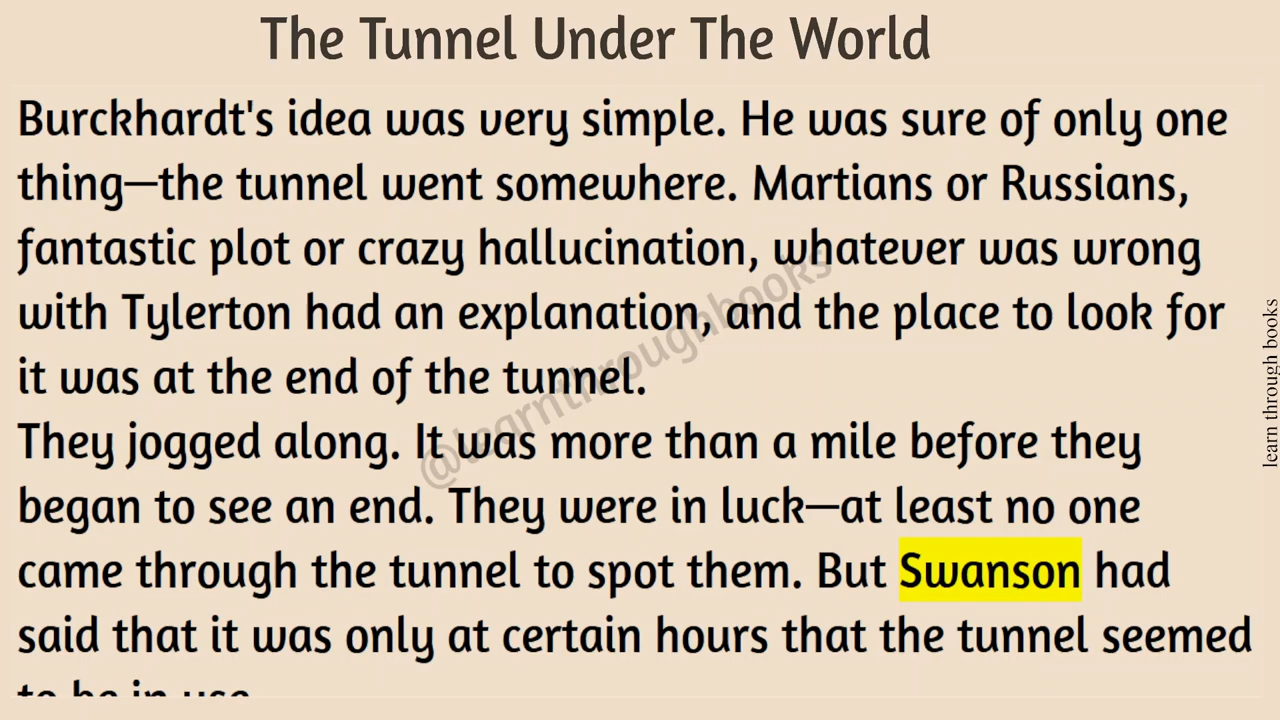 The Tunnel Under The World
Burckhardt's idea was very simple. He was sure of only one
thing—the tunnel went somewhere. Martians or Russians,
fantastic plot or crazy hallucination, whatever was wrong
with Tylerton had an explanation, and the place to look for
it was at the end of the tunnel.
They jogged along. It was more than a mile before they
began to see an end. They were in luck—at least no one
came through the tunnel to spot them. But Swanson had
said that it was only at certain hours that the tunnel seemed
to be in use.
@learnthroughbooks
learn through books